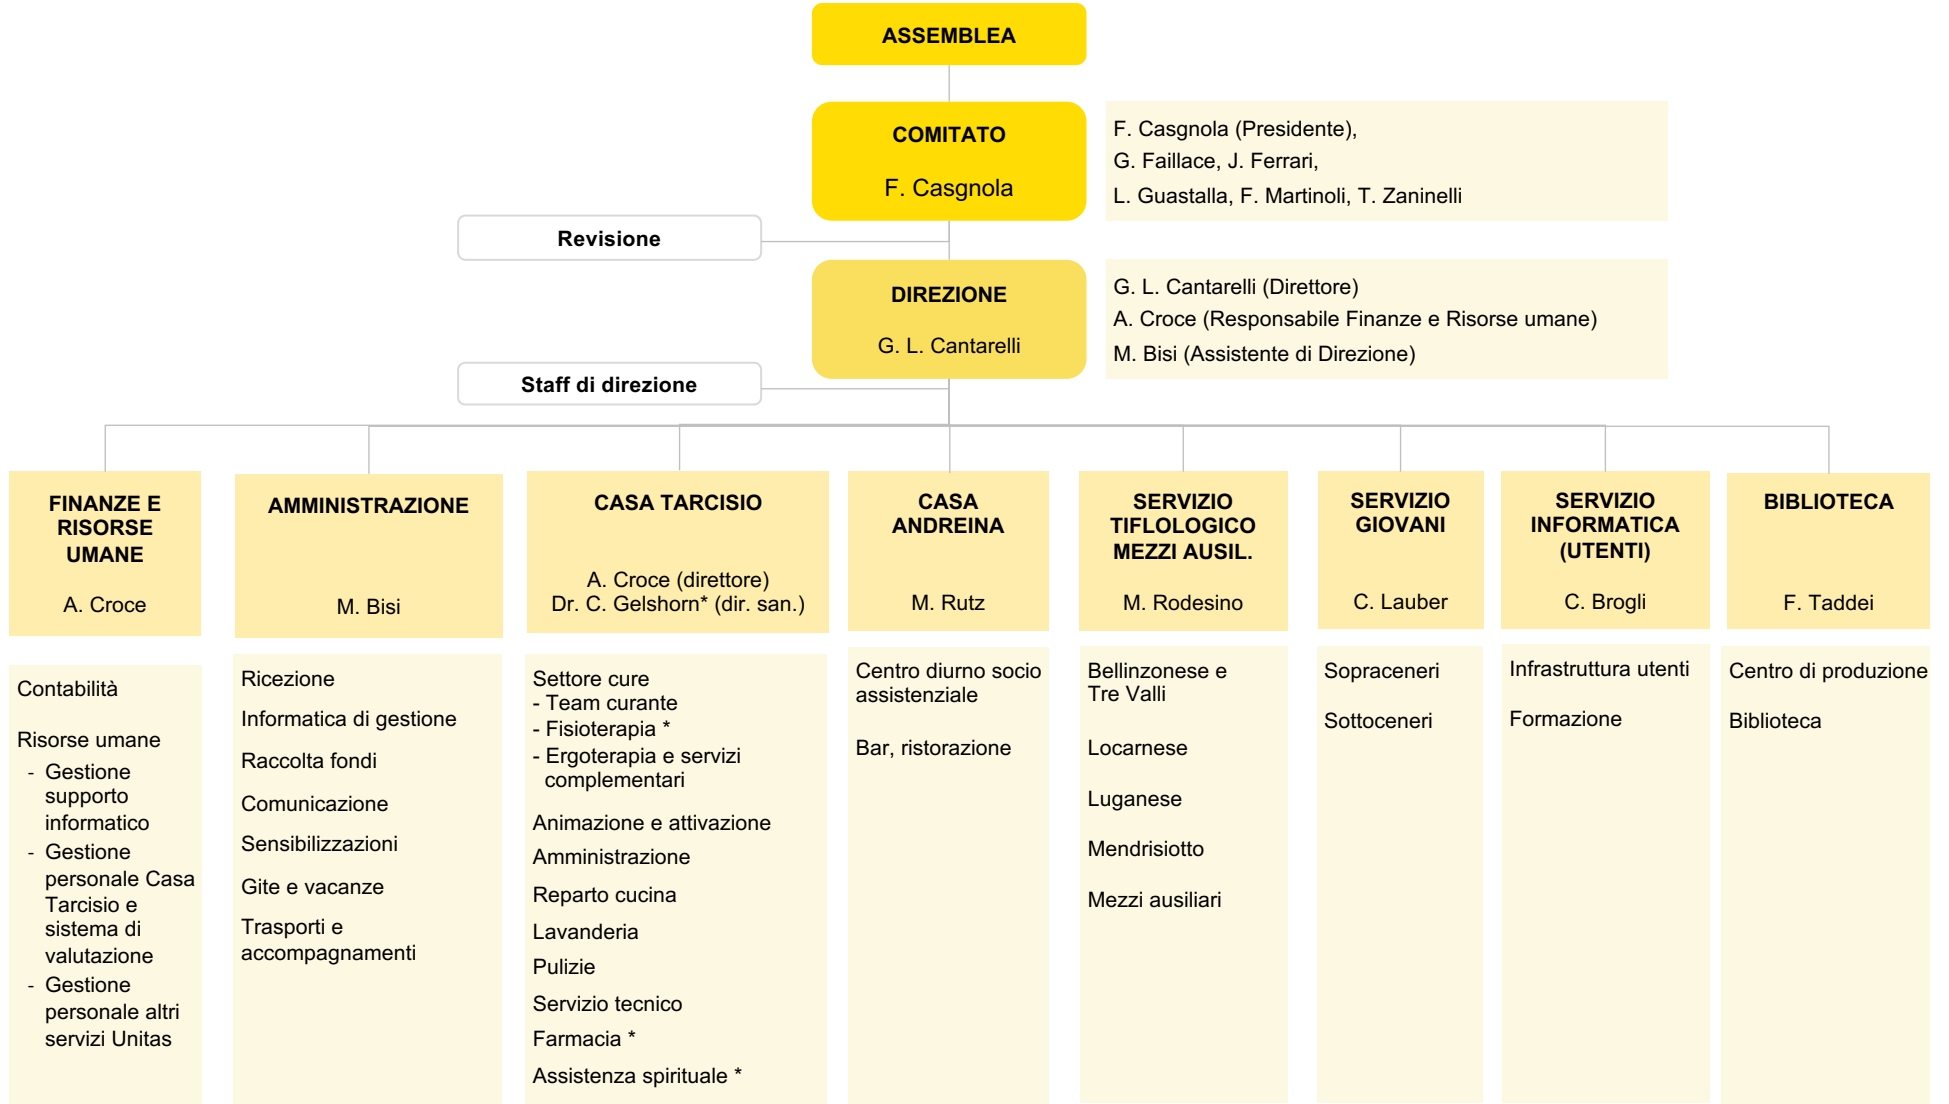 ASSEMBLEA
COMITATO
F. Casgnola
F. Casgnola (Presidente),
G. Faillace, J. Ferrari,
L. Guastalla, F. Martinoli, T. Zaninelli
Revisione
DIREZIONE
G. L. Cantarelli
G. L. Cantarelli (Direttore)
A. Croce (Responsabile Finanze e Risorse umane)
M. Bisi (Assistente di Direzione)
Staff di direzione
FINANZE E
RISORSE
UMANE
A. Croce
Contabilità
Risorse umane
- Gestione
supporto
informatico
- Gestione
personale Casa
Tarcisio e
sistema di
valutazione
- Gestione
personale altri
servizi Unitas
AMMINISTRAZIONE
M. Bisi
Ricezione
Informatica di gestione
Raccolta fondi
Comunicazione
Sensibilizzazioni
Gite e vacanze
Trasporti e
accompagnamenti
CASA TARCISIO
A. Croce (direttore)
Dr. C. Gelshorn* (dir. san.)
Settore cure
- Team curante
- Fisioterapia *
- Ergoterapia e servizi
complementari
Animazione e attivazione
Amministrazione
Reparto cucina
Lavanderia
Pulizie
Servizio tecnico
Farmacia *
Assistenza spirituale *
CASA
ANDREINA
M. Rutz
Centro diurno socio
assistenziale
Bar, ristorazione
SERVIZIO
TIFLOLOGICO
MEZZI AUSIL.
M. Rodesino
Bellinzonese e
Tre Valli
Locarnese
Luganese
Mendrisiotto
Mezzi ausiliari
SERVIZIO
GIOVANI
C. Lauber
Sopraceneri
Sottoceneri
SERVIZIO
INFORMATICA
(UTENTI)
C. Brogli
Infrastruttura utenti
Formazione
BIBLIOTECA
F. Taddei
Centro di produzione
Biblioteca